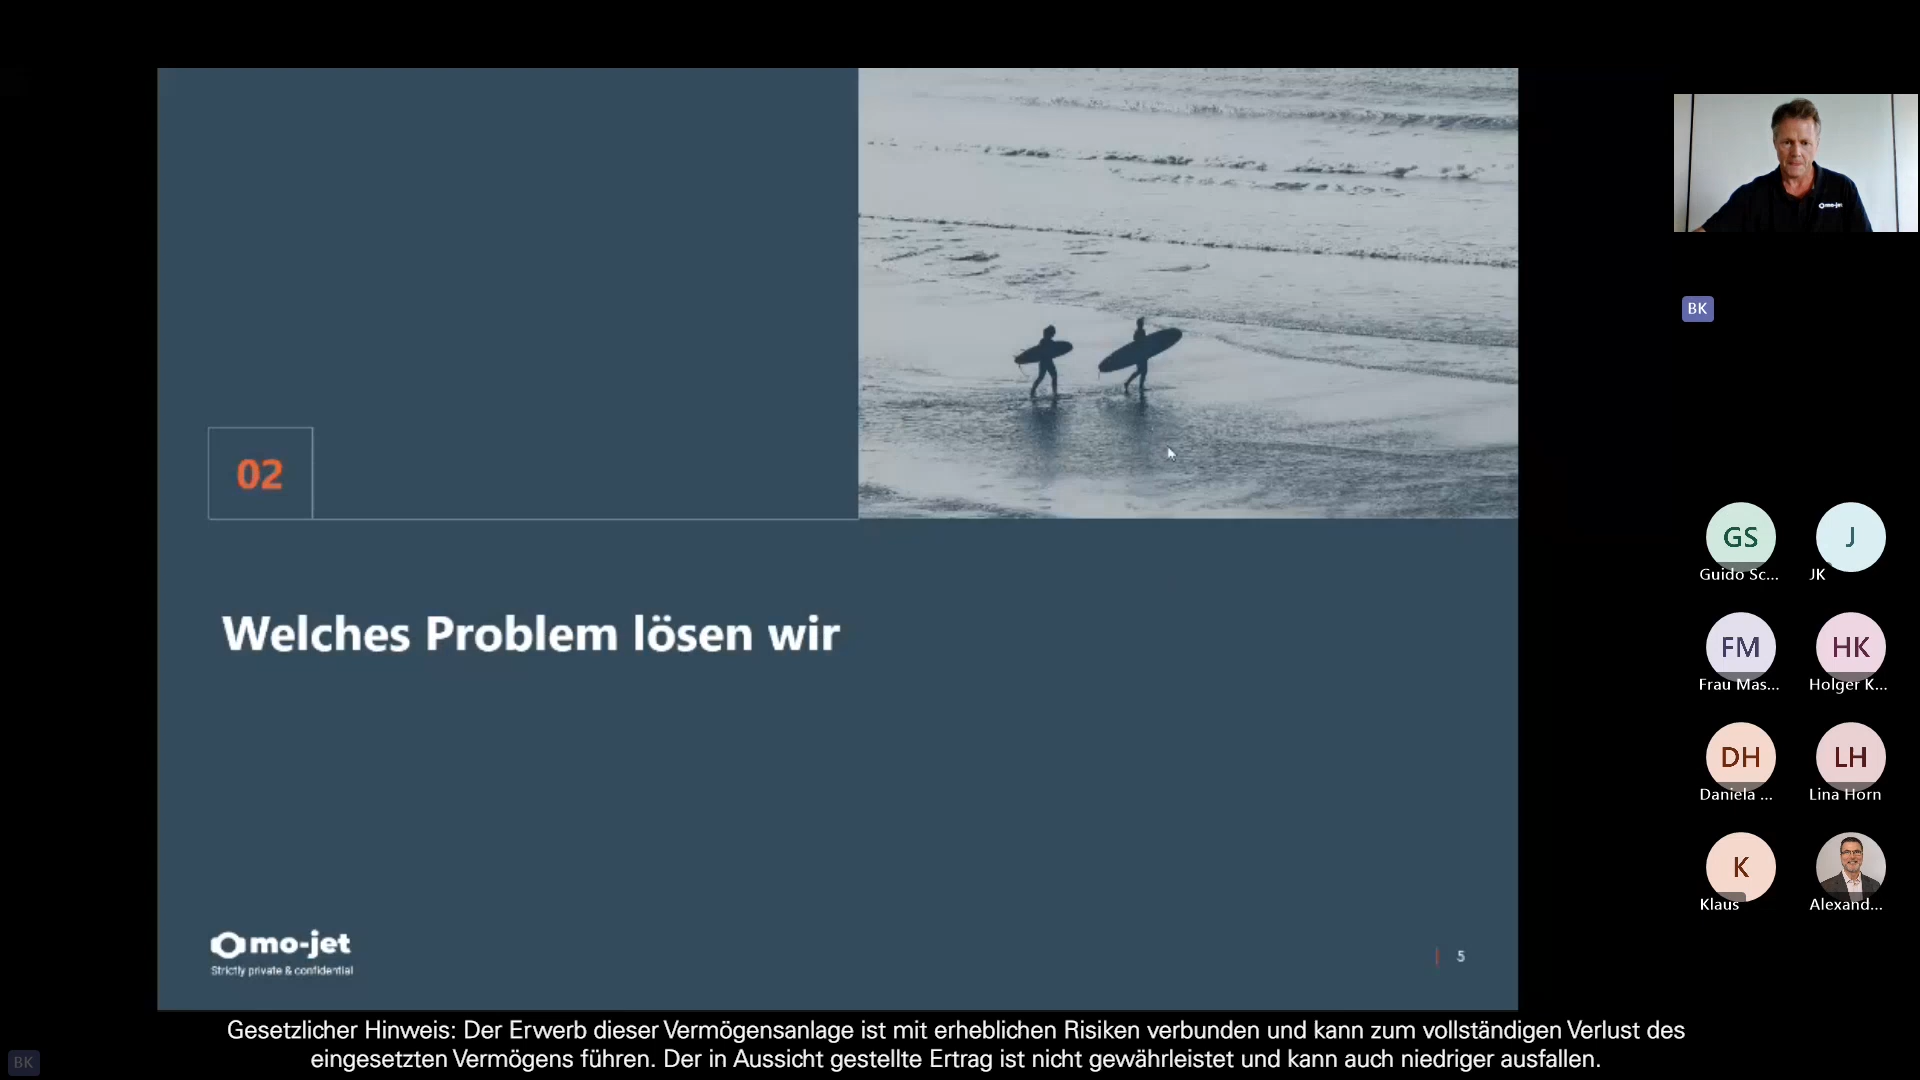 02
Welches Problem lösen wir
mo-jet
Strictly private & confidential
5
mo-jet
BK
GS
Guido Sc...
J
JK
FM
Frau Mas...
HK
Holger K...
DH
Daniela ...
LH
Lina Horn
K
Klaus
Alexand...
Gesetzlicher Hinweis: Der Erwerb dieser Vermögensanlage ist mit erheblichen Risiken verbunden und kann zum vollständigen Verlust des
eingesetzten Vermögens führen. Der in Aussicht gestellte Ertrag ist nicht gewährleistet und kann auch niedriger ausfallen.
BK